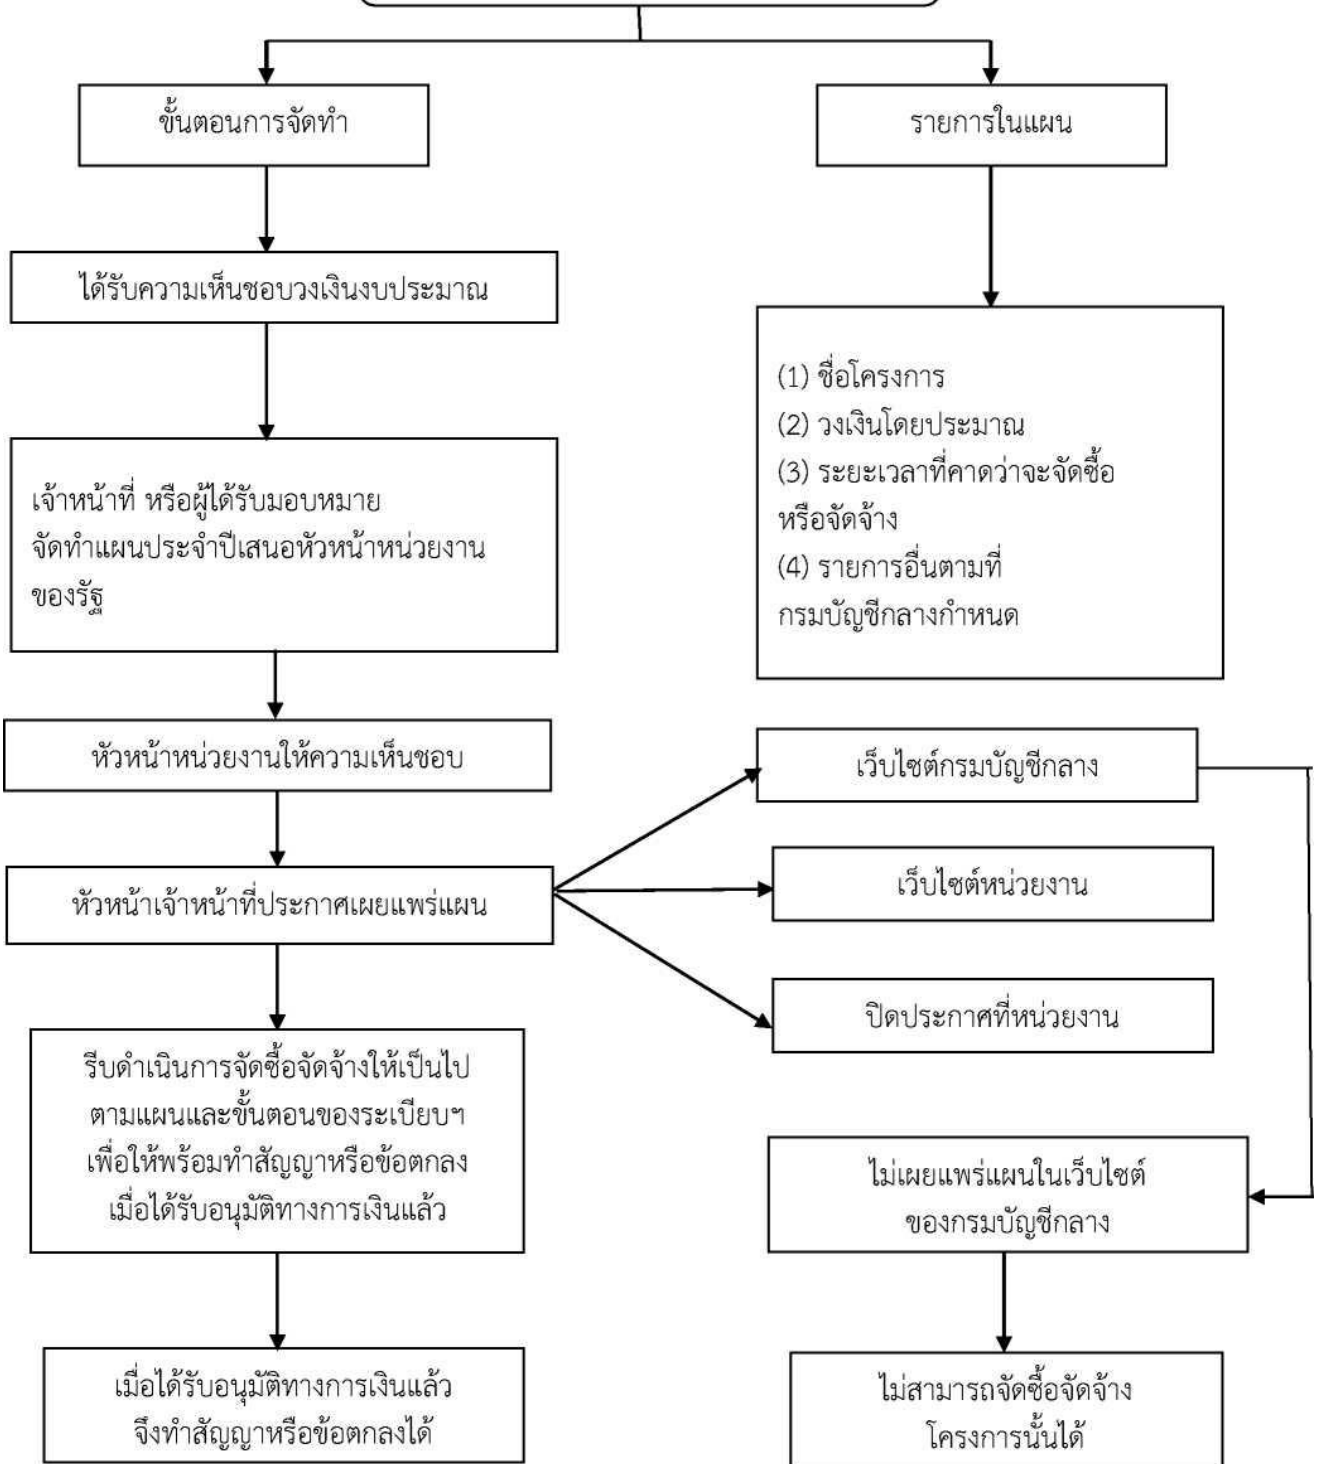 ขั้นตอนการจัดทำ
รายการในแผน
ได้รับความเห็นชอบวงเงินงบประมาณ
(1) ชื่อโครงการ
(2) วงเงินโดยประมาณ
(3) ระยะเวลาที่คาดว่าจะจัดซื้อ
หรือจัดจ้าง
(4) รายการอื่นตามที่
กรมบัญชีกลางกำหนด
เจ้าหน้าที่ หรือผู้ได้รับมอบหมาย
จัดทำแผนประจำปีเสนอหัวหน้าหน่วยงาน
ของรัฐ
หัวหน้าหน่วยงานให้ความเห็นชอบ
เว็บไซต์กรมบัญชีกลาง
หัวหน้าเจ้าหน้าที่ประกาศเผยแพร่แผน
เว็บไซต์หน่วยงาน
ปิดประกาศที่หน่วยงาน
รีบดำเนินการจัดซื้อจัดจ้างให้เป็นไป
ตามแผนและขั้นตอนของระเบียบฯ
เพื่อให้พร้อมทำสัญญาหรือข้อตกลง
เมื่อได้รับอนุมัติทางการเงินแล้ว
ไม่เผยแพร่แผนในเว็บไซต์
ของกรมบัญชีกลาง
เมื่อได้รับอนุมัติทางการเงินแล้ว
จึงทำสัญญาหรือข้อตกลงได้
ไม่สามารถจัดซื้อจัดจ้าง
โครงการนั้นได้